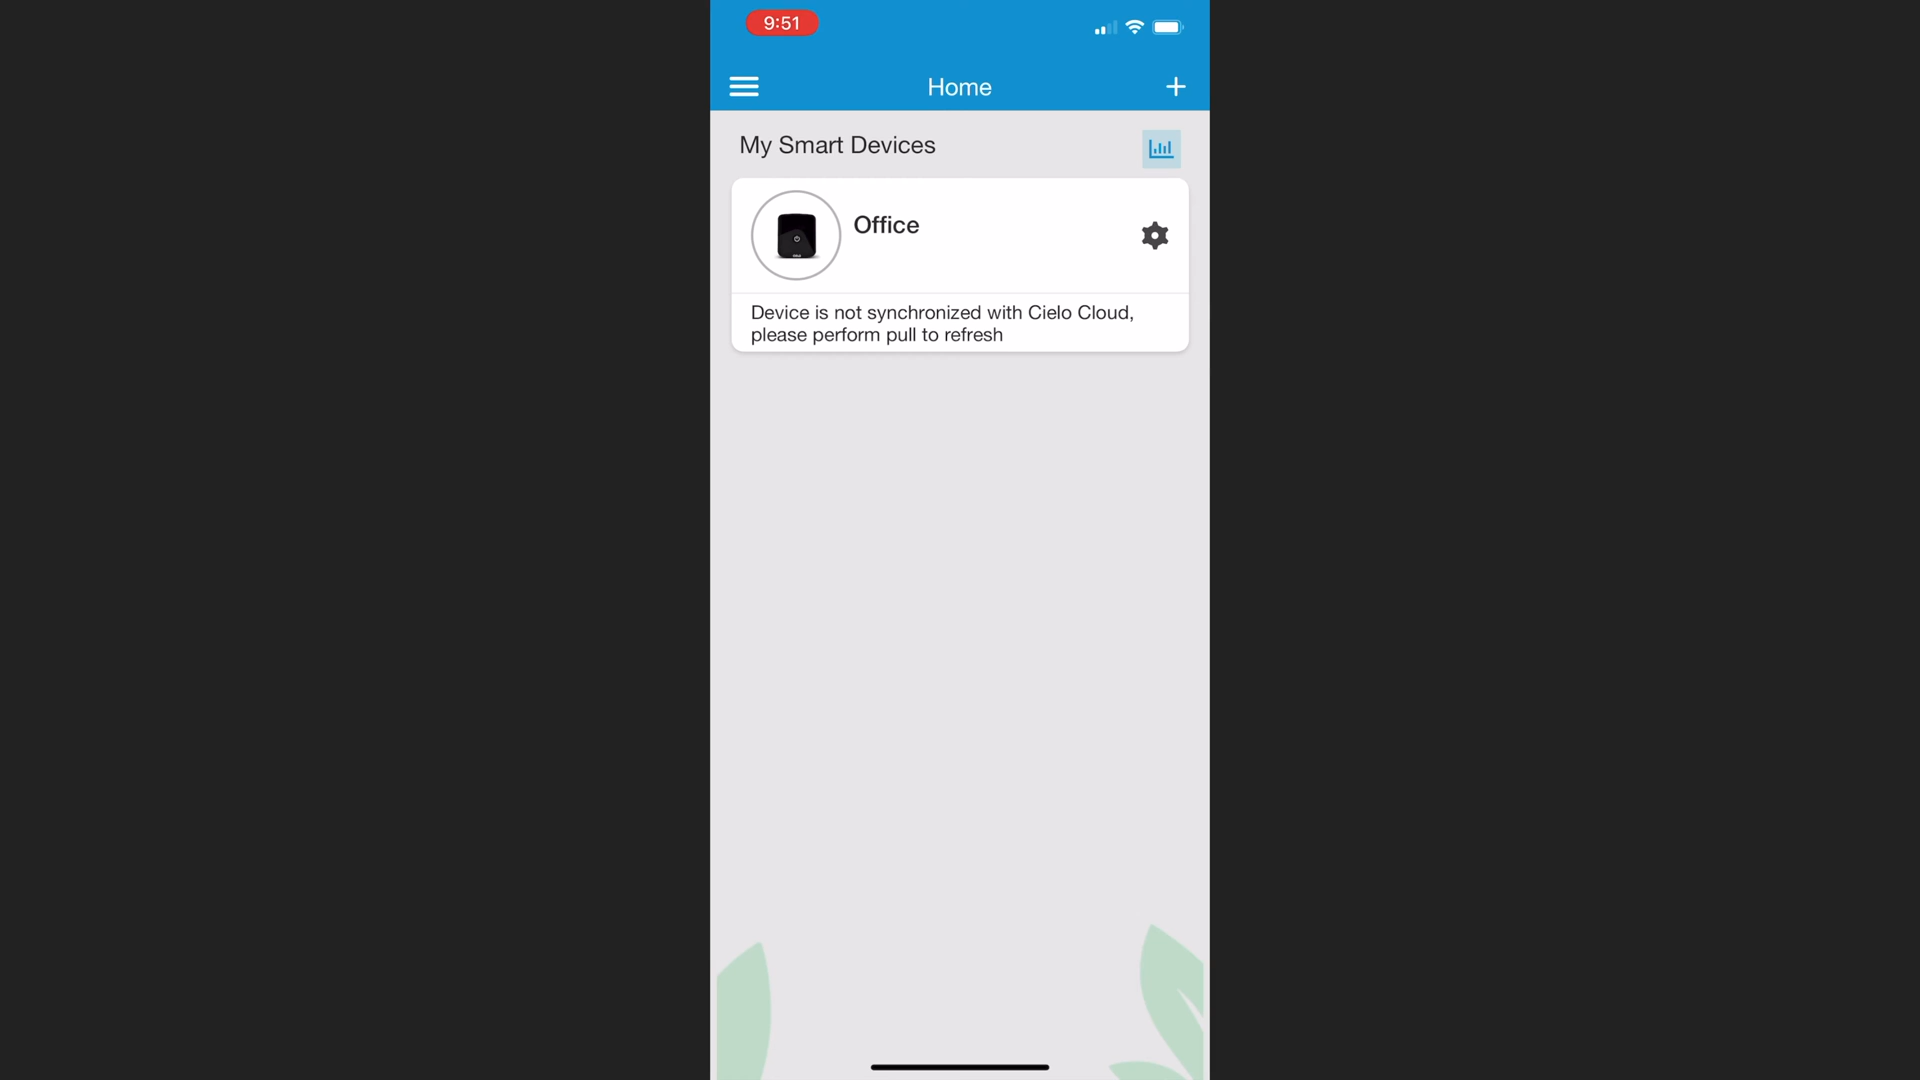 9:51
Home
My Smart Devices
Office
Device is not synchronized with Cielo Cloud,
please perform pull to refresh